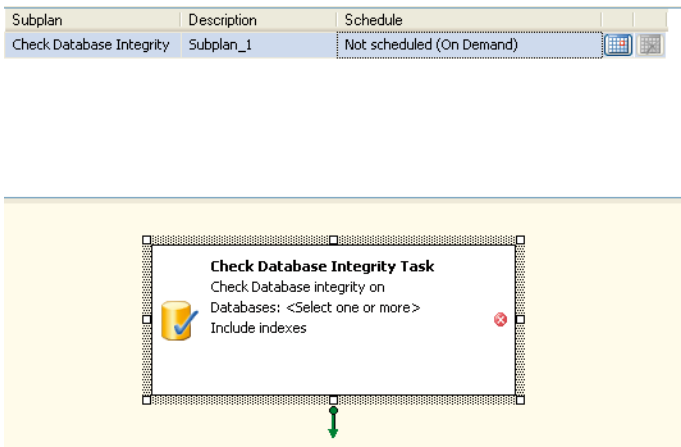 Subplan Description Schedule
Check Database Integrity Subplan_1 Not scheduled (On Demand)
Check Database Integrity Task
Check Database integrity on
Databases: <Select one or more>
Include indexes